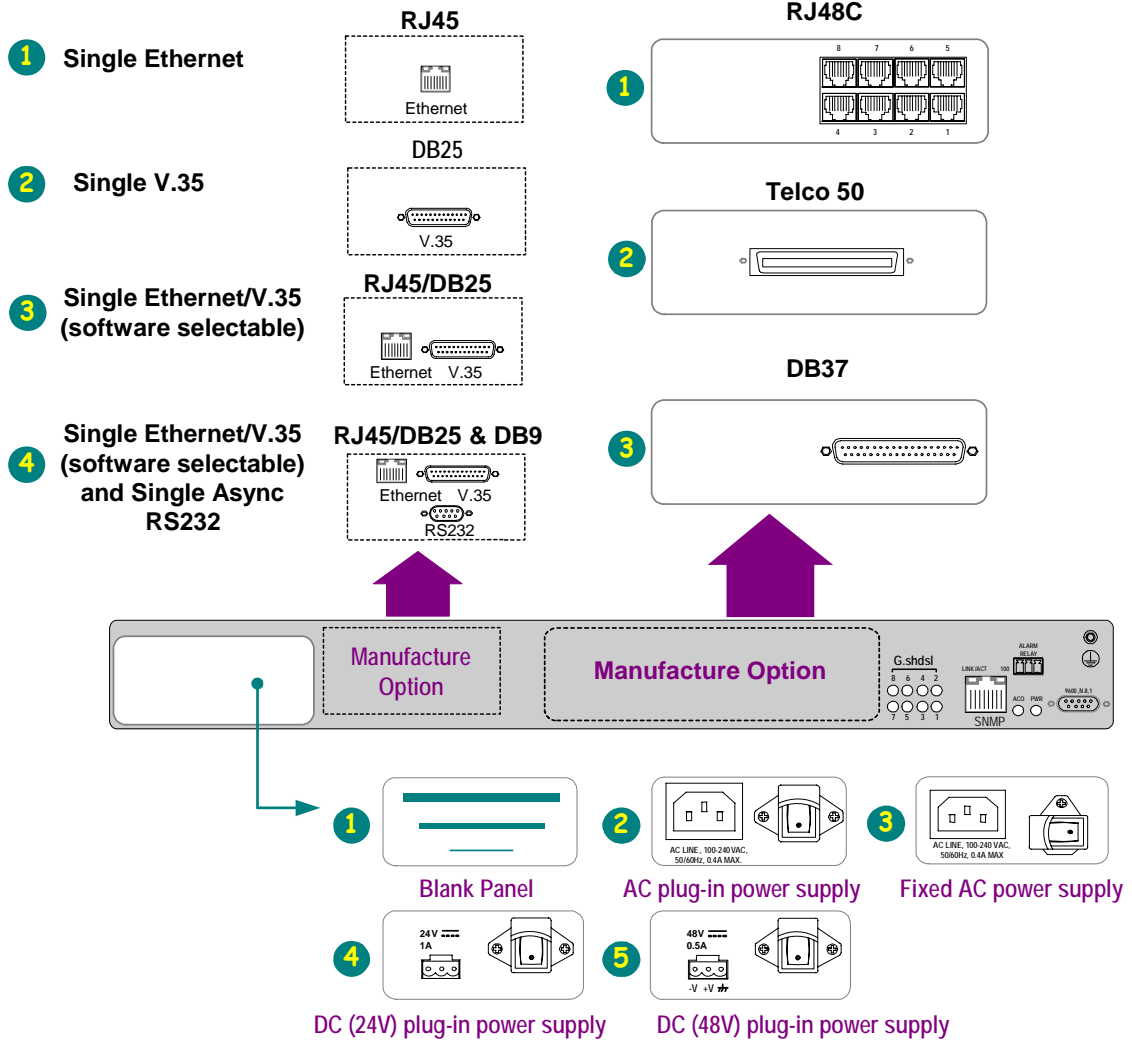 1 Single Ethernet
RJ45
Ethernet
2 Single V.35
DB25
V.35
3 Single Ethernet/V.35
(software selectable)
RJ45/DB25
Ethernet V.35
4 Single Ethernet/V.35
(software selectable)
and Single Async
RS232
RJ45/DB25 & DB9
Ethernet V.35
RS232
RJ48C
1
8 7 6 5
4 3 2 1
Telco 50
2
DB37
3
Manufacture
Option
Manufacture Option
G.shdsl
8 6 4 2
7 5 3 1
LINK/ACT 100
SNMP
ALARM
RELAY
ACO PWR
9600,N,8,1
1
Blank Panel
2
AC LINE, 100-240VAC,
50/60Hz, 0.4A MAX.
AC plug-in power supply
3
AC LINE, 100-240 VAC,
50/60Hz, 0.4A MAX
Fixed AC power supply
4
24V
1A
DC (24V) plug-in power supply
5
48V
0.5A
-V +V
DC (48V) plug-in power supply